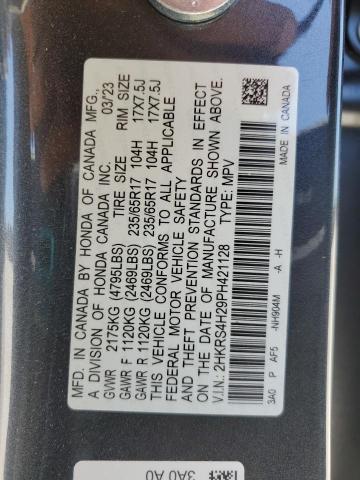 MFD. IN CANADA BY HONDA OF CANADA MFG.,
A DIVISION OF HONDA CANADA INC. 03/23
GVWR 2175KG (4795LBS) TIRE SIZE RIM SIZE
GAWR F 1120KG (2469LBS) 235/65R17 104H 17X7.5J
GAWR R 1120KG (2469LBS) 235/65R17 104H 17X7.5J
THIS VEHICLE CONFORMS TO ALL APPLICABLE
FEDERAL MOTOR VEHICLE SAFETY
AND THEFT PREVENTION STANDARDS IN EFFECT
ON THE DATE OF MANUFACTURE SHOWN ABOVE.
V.I.N.: 2HKRS4H29PH421128 TYPE: MPV
3A0 P AF5 -NH904M -A -H MADE IN CANADA
3A0 A0